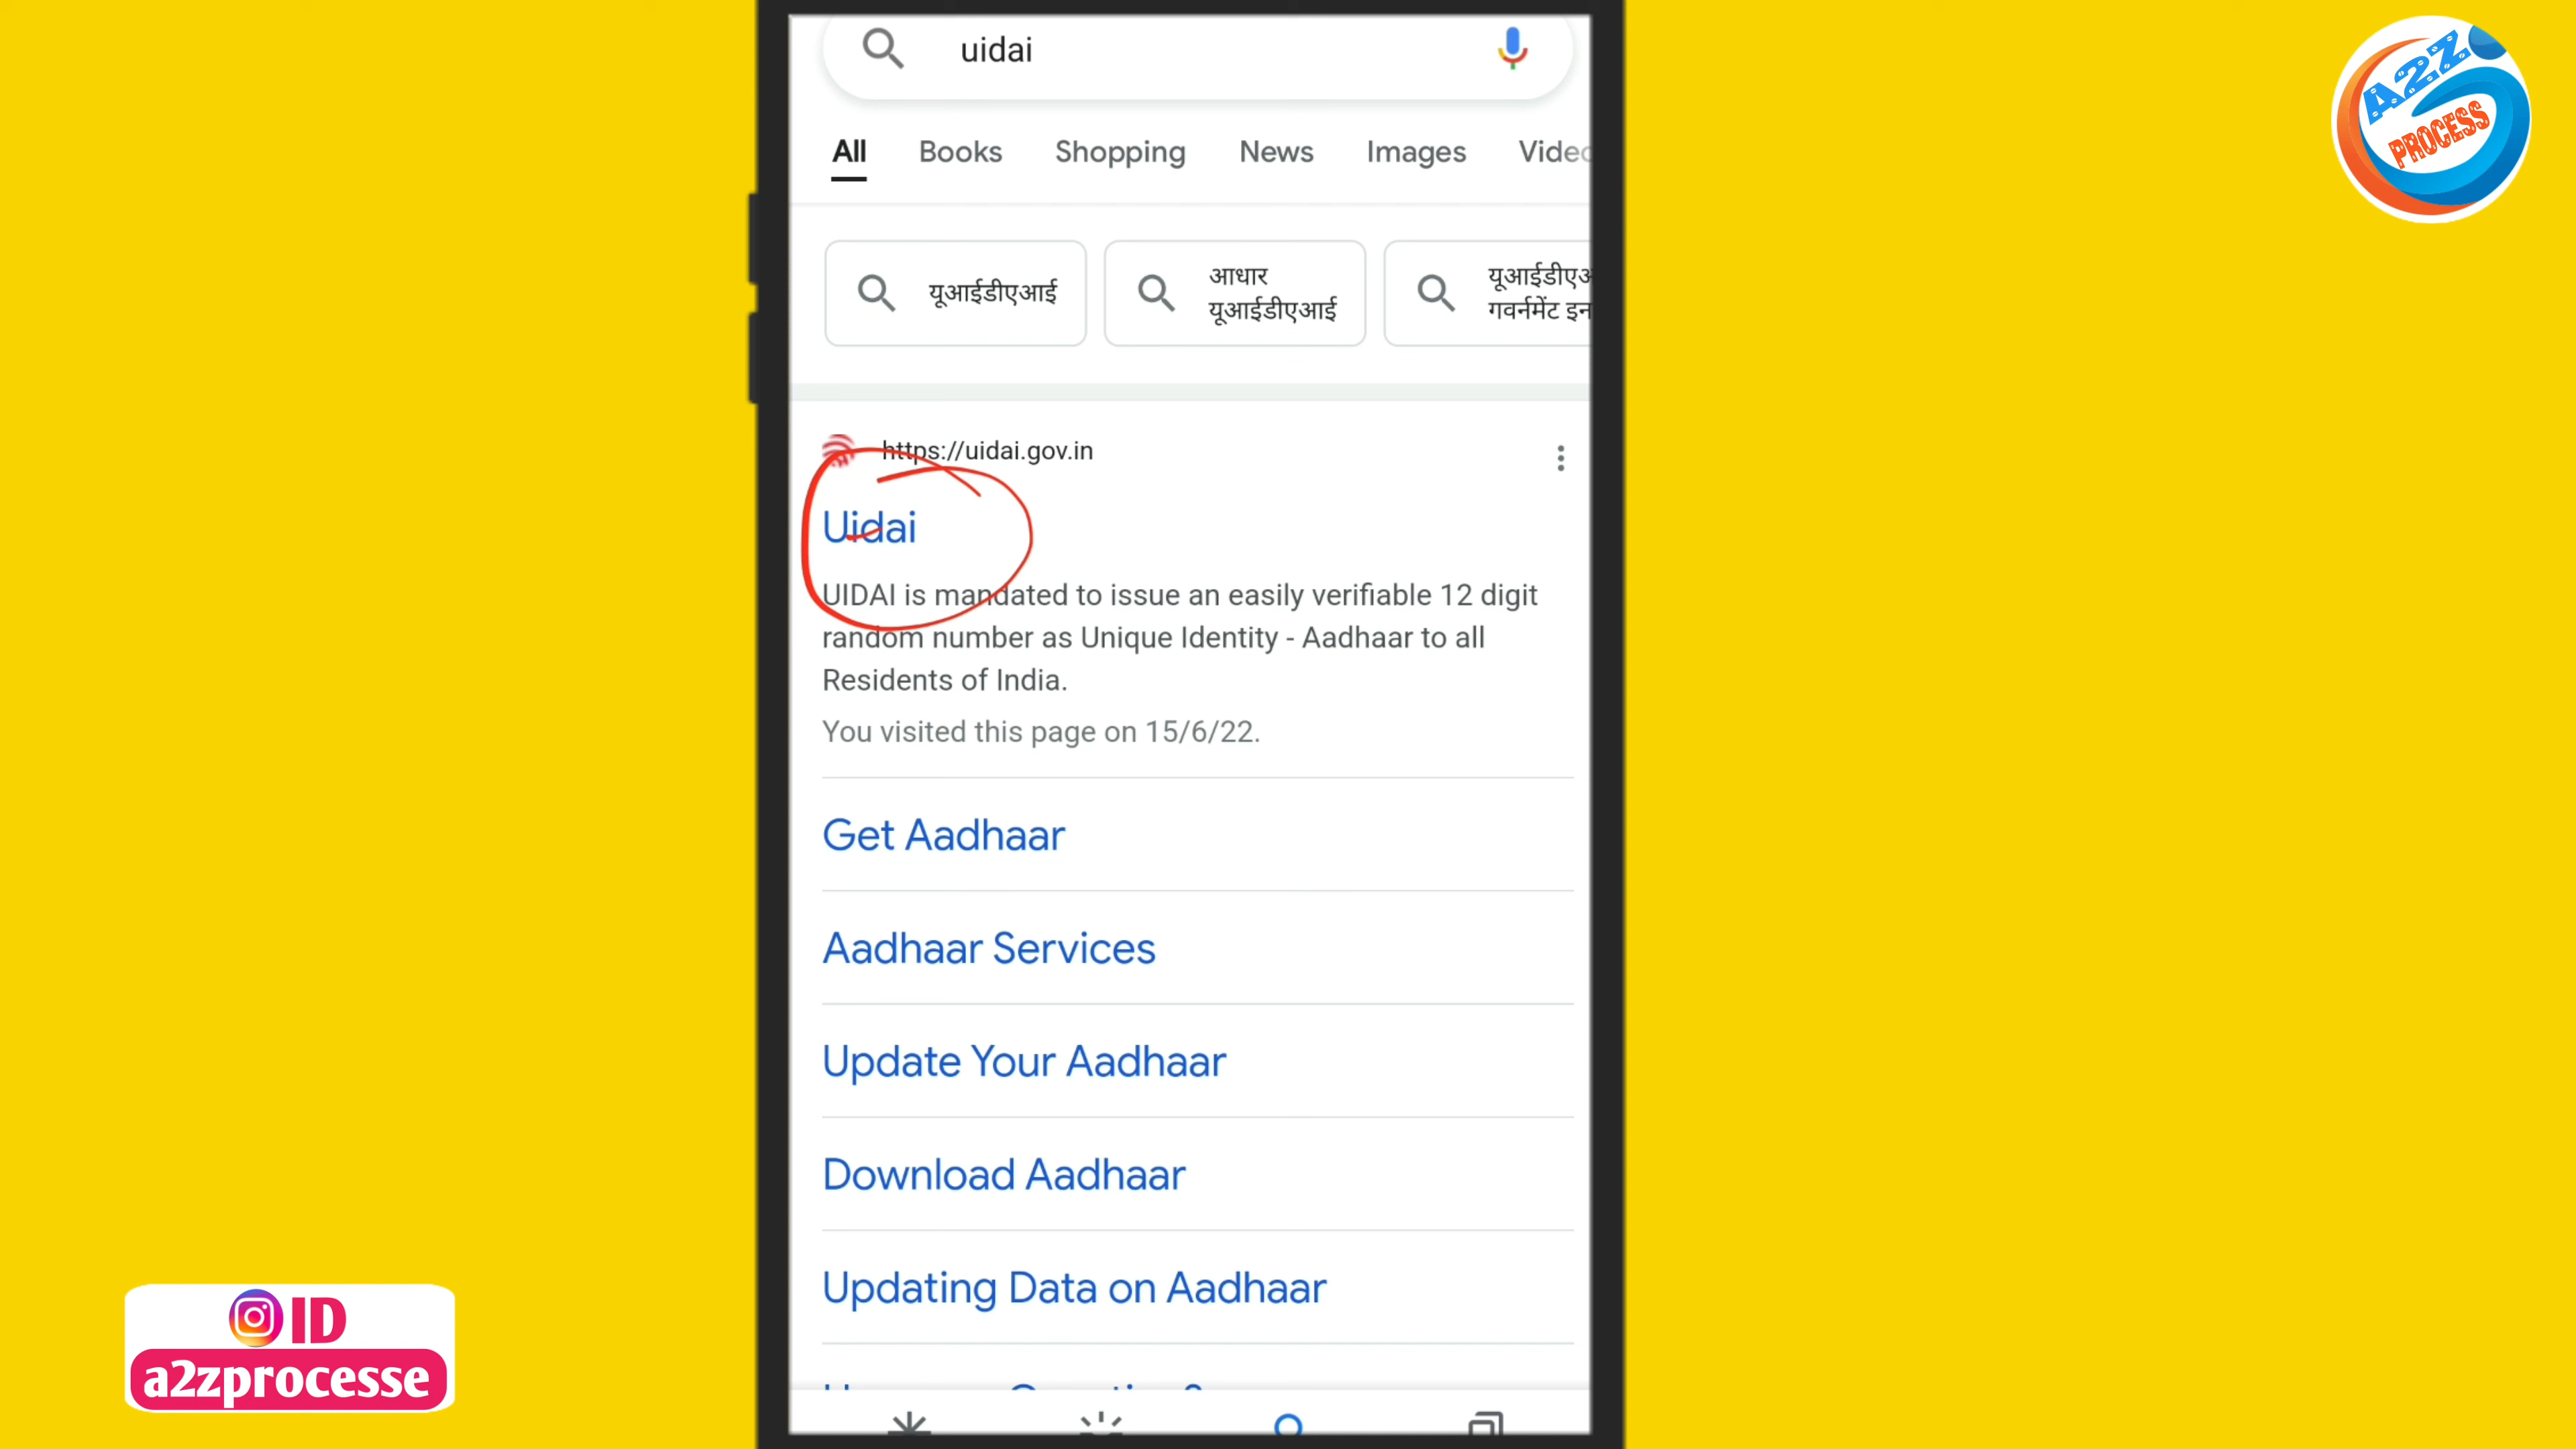 uidai
All Books Shopping News Images Video
यूआईडीएआई
आधार
यूआईडीएआई
गवर्नमेंट
https://uidai.gov.in
Uidai
UIDAI is mandated to issue an easily verifiable 12 digit
random number as Unique Identity - Aadhaar to all
Residents of India.
You visited this page on 15/6/22.
Get Aadhaar
Aadhaar Services
Update Your Aadhaar
Download Aadhaar
Updating Data on Aadhaar
A2Z
PROCESS
ID
a2zprocesse